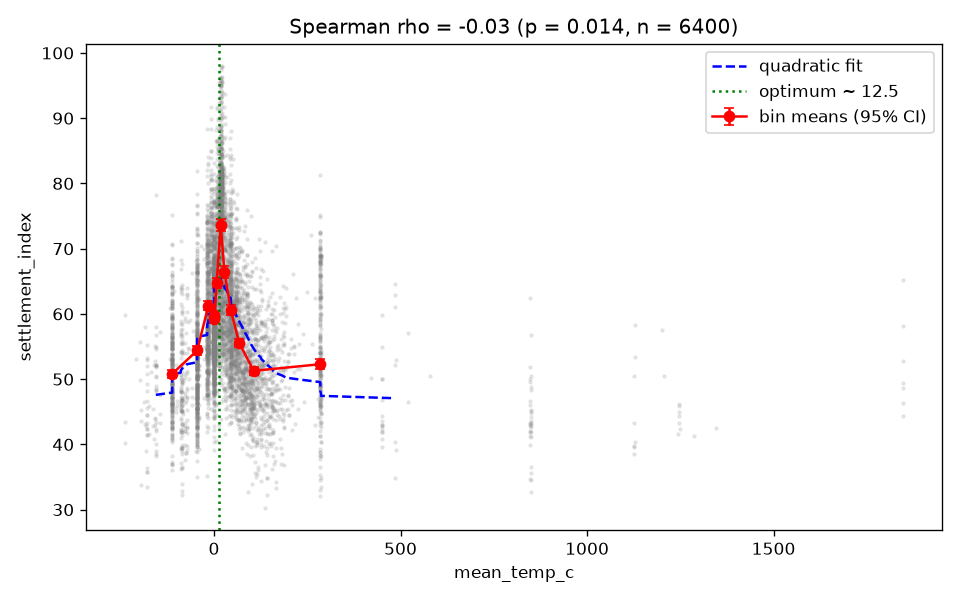 Spearman rho = -0.03 (p = 0.014, n = 6400)
100
90
80
70
60
50
40
30
settlement_index
quadratic fit
optimum ~ 12.5
bin means (95% CI)
0
500
1000
1500
mean_temp_c